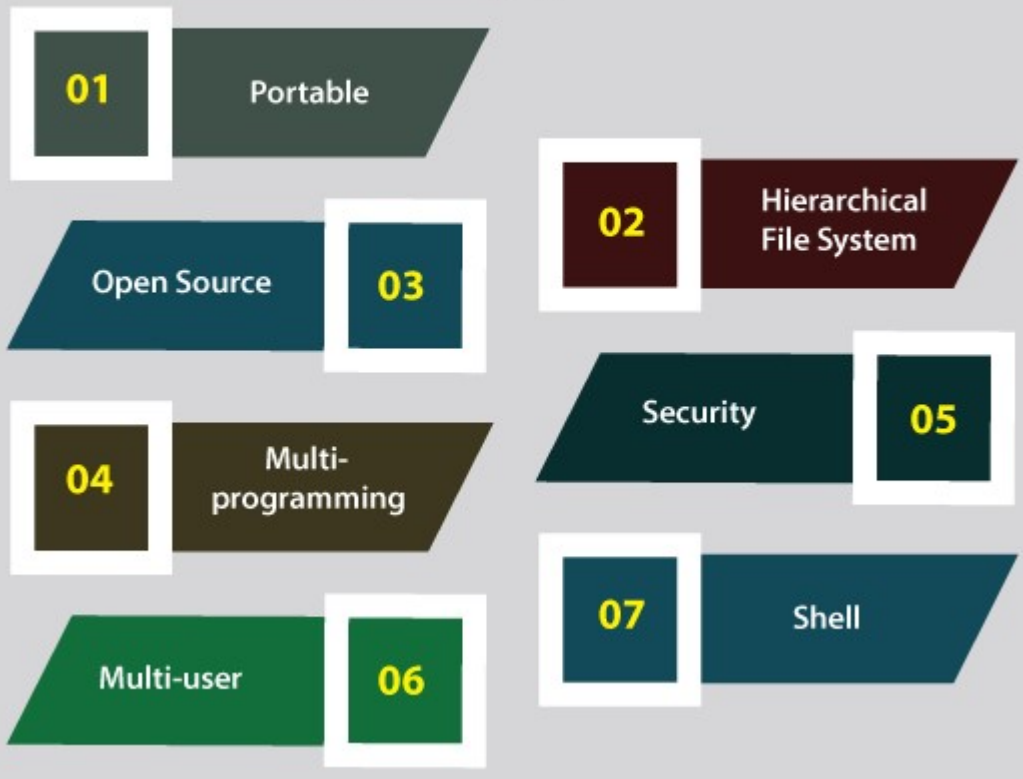 01
Portable
02
Hierarchical
File System
Open Source
03
04
Multi-
programming
Security
05
Multi-user
06
07
Shell